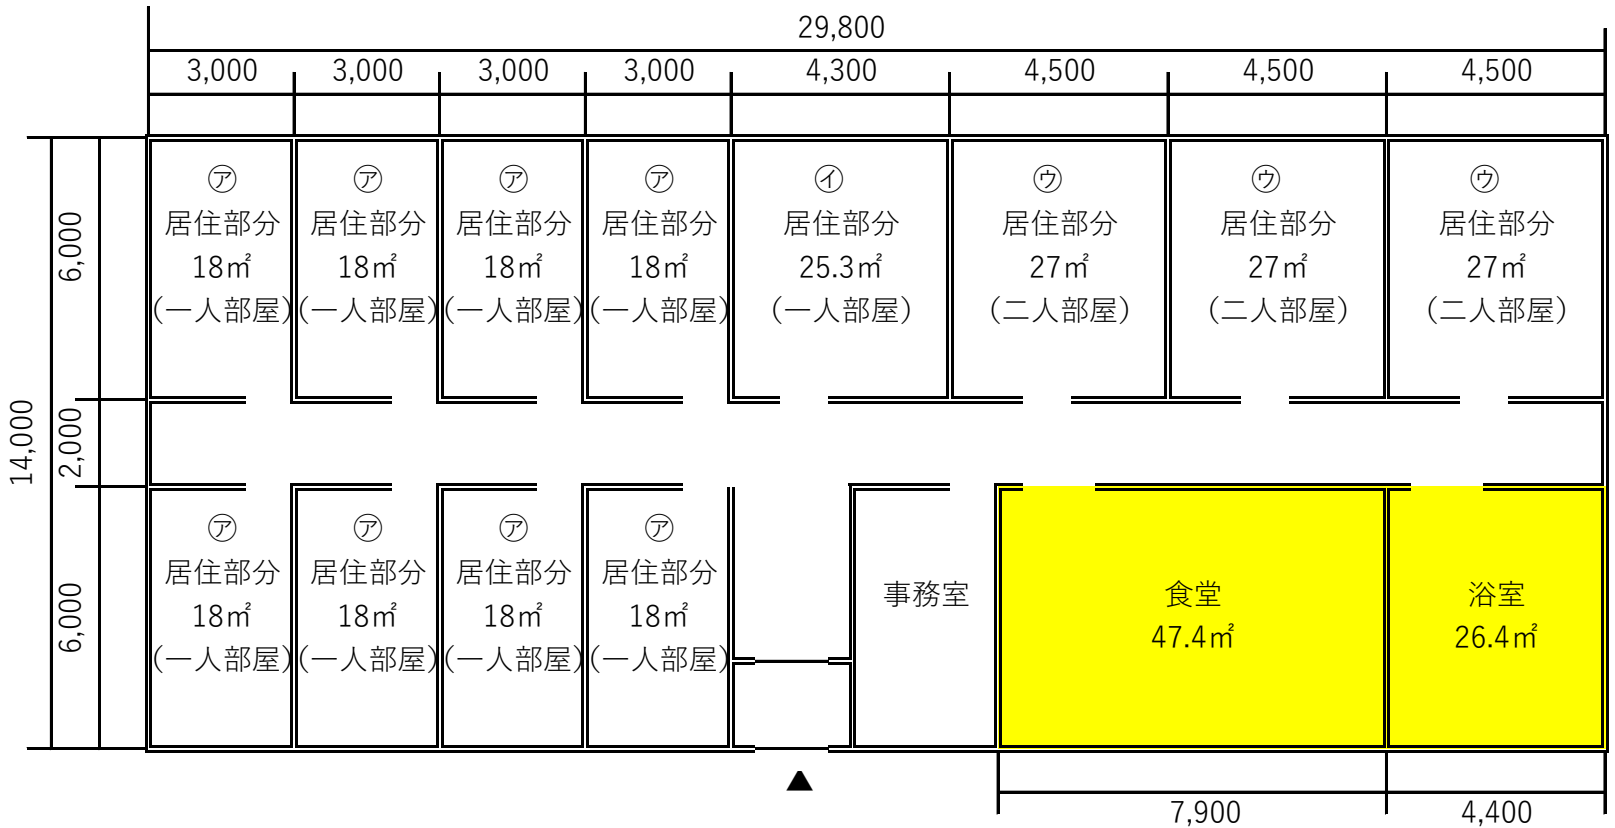 29,800
3,000 3,000 3,000 3,000 4,300 4,500 4,500 4,500
㋐ ㋐ ㋐ ㋐ ㋑ ㋒ ㋒ ㋒
居住部分 居住部分 居住部分 居住部分 居住部分 居住部分 居住部分 居住部分
18㎡ 18㎡ 18㎡ 18㎡ 25.3㎡ 27㎡ 27㎡ 27㎡
(一人部屋) (一人部屋) (一人部屋) (一人部屋) (一人部屋) (二人部屋) (二人部屋) (二人部屋)
6,000
14,000
2,000
6,000
㋐ ㋐ ㋐ ㋐
居住部分 居住部分 居住部分 居住部分
18㎡ 18㎡ 18㎡ 18㎡
(一人部屋) (一人部屋) (一人部屋) (一人部屋)
事務室
食堂
47.4㎡
浴室
26.4㎡
▲
7,900 4,400